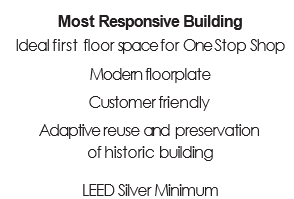 Most Responsive Building
Ideal first floor space for One Stop Shop
Modern floorplate
Customer friendly
Adaptive reuse and preservation
of historic building
LEED Silver Minimum